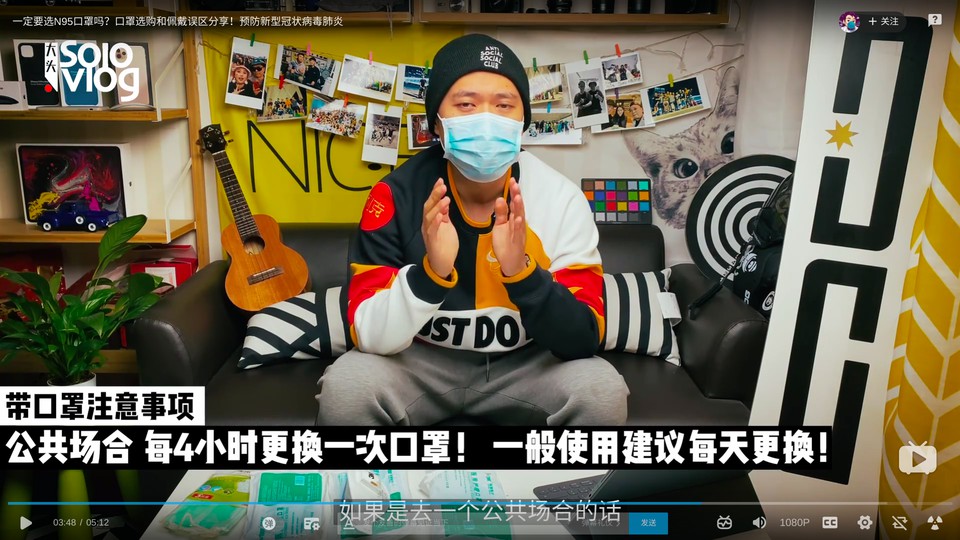 一定要选N95口罩吗？口罩选购和佩戴误区分享！预防新型冠状病毒肺炎
+ 关注
大头
SOLO
vlog
ANTI
SOCIAL
SOCIAL
CLUB
NIC
JUST DO
带口罩注意事项
公共场合 每4小时更换一次口罩！ 一般使用建议每天更换！
如果是去一个公共场合的话
03:48 / 05:12
弹
发送
1080P
CC